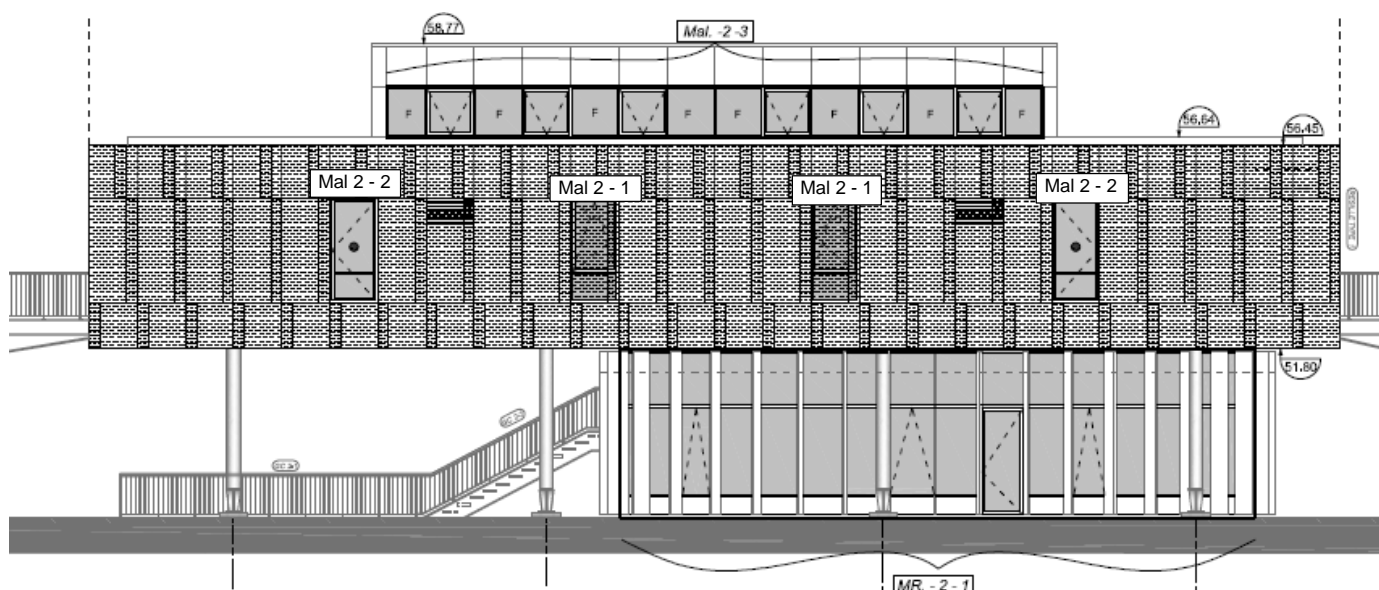 58,77
Mal. -2 -3
F F F F F F F F
56,64
56,45
Mal 2 - 2
Mal 2 - 1
Mal 2 - 1
Mal 2 - 2
51,80
MR. - 2 - 1